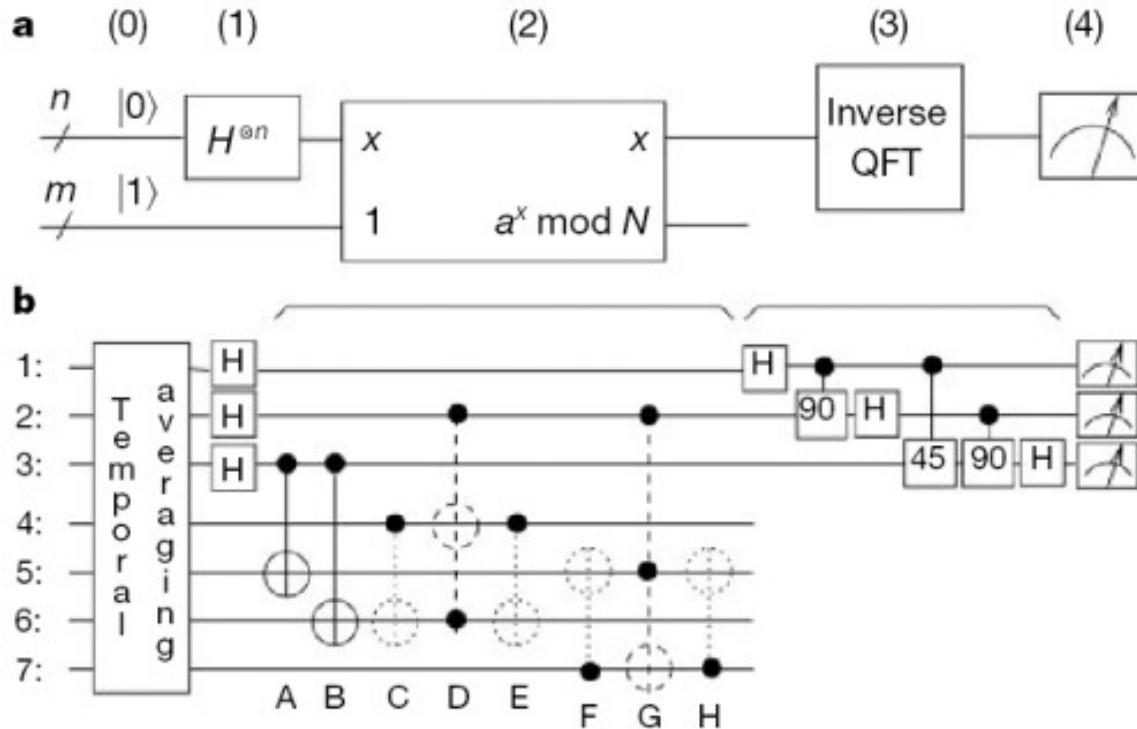 a (0) (1) (2) (3) (4)
n |0⟩
H⊗n x x Inverse
QFT
m |1⟩
1 aˣ mod N
b
1: H H
2: H 90 H
3: H 45 90 H
4:
5:
6:
7:
Temporal
averaging
A B C D E F G H